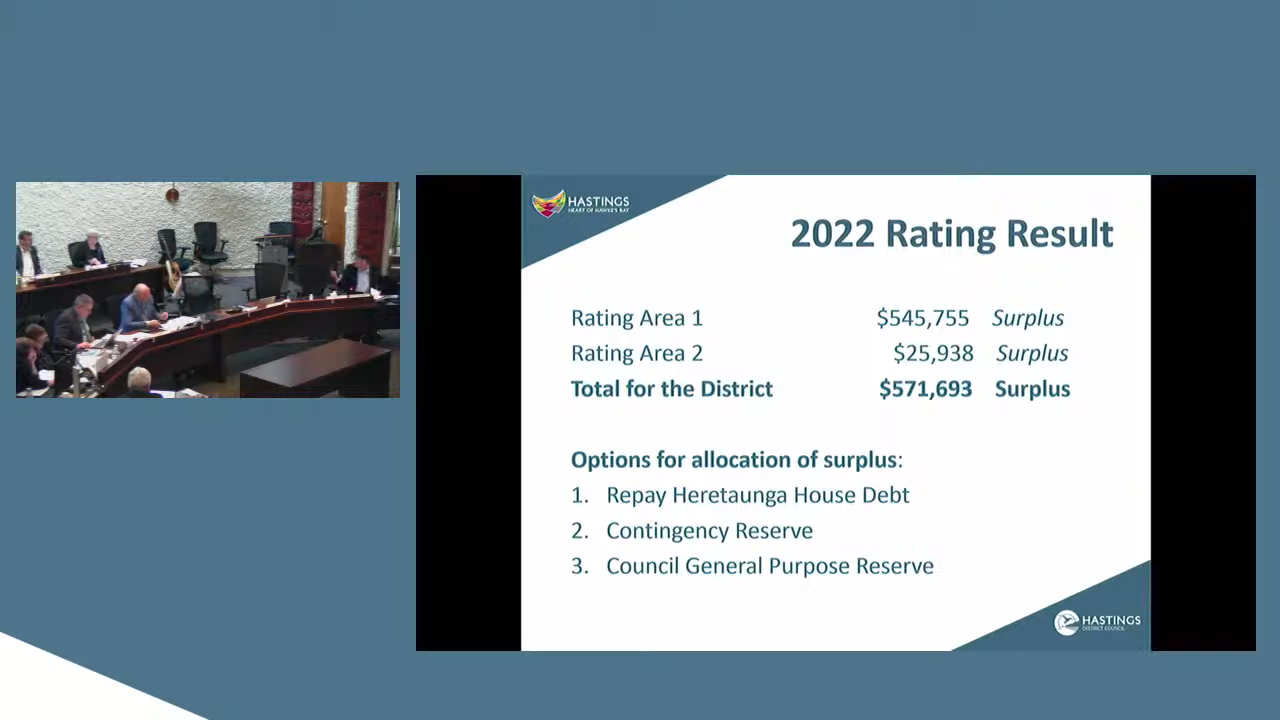 HASTINGS
HEART OF HAWKE'S BAY
2022 Rating Result
Rating Area 1 $545,755 Surplus
Rating Area 2 $25,938 Surplus
Total for the District $571,693 Surplus
Options for allocation of surplus:
1. Repay Heretaunga House Debt
2. Contingency Reserve
3. Council General Purpose Reserve
HASTINGS
DISTRICT COUNCIL